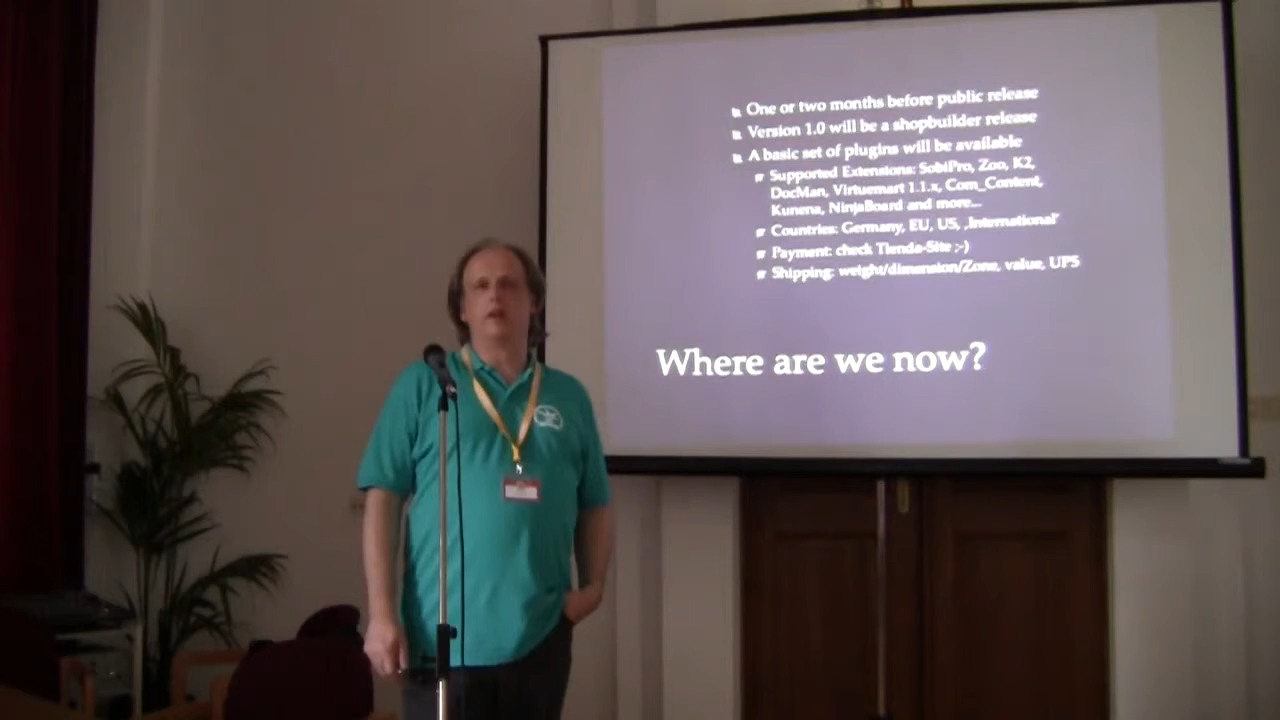 One or two months before public release
Version 1.0 will be a shopbuilder release
A basic set of plugins will be available
Supported Extensions: SobiPro, Zoo, K2,
DocMan, Virtuemart 1.1.x, Com_Content,
Kunena, NinjaBoard and more...
Countries: Germany, EU, US, „International"
Payment: check Tienda-Site ;-)
Shipping: weight/dimension/Zone, value, UPS
Where are we now?